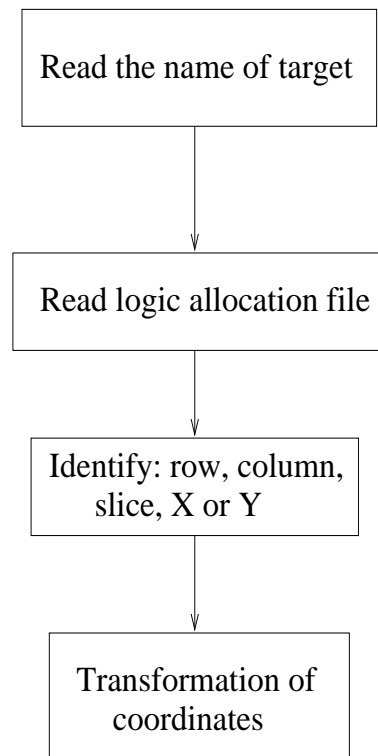 Read the name of target
Read logic allocation file
Identify: row, column,
slice, X or Y
Transformation of
coordinates